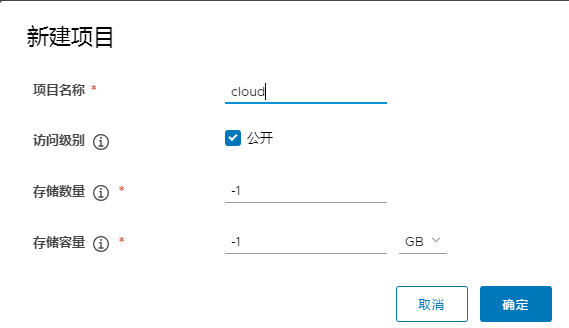 新建项目
项目名称 * cloud
访问级别 公开
存储数量 * -1
存储容量 * -1 GB
取消 确定